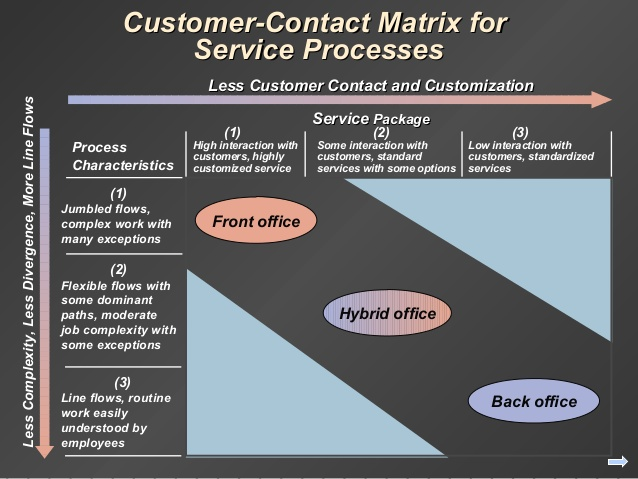 Customer-Contact Matrix for
Service Processes
Less Customer Contact and Customization
Service Package
(1)
High interaction with
customers, highly
customized service
(2)
Some interaction with
customers, standard
services with some options
(3)
Low interaction with
customers, standardized
services
Less Complexity, Less Divergence, More Line Flows
Process
Characteristics
(1)
Jumbled flows,
complex work with
many exceptions
(2)
Flexible flows with
some dominant
paths, moderate
job complexity with
some exceptions
(3)
Line flows, routine
work easily
understood by
employees
Front office
Hybrid office
Back office